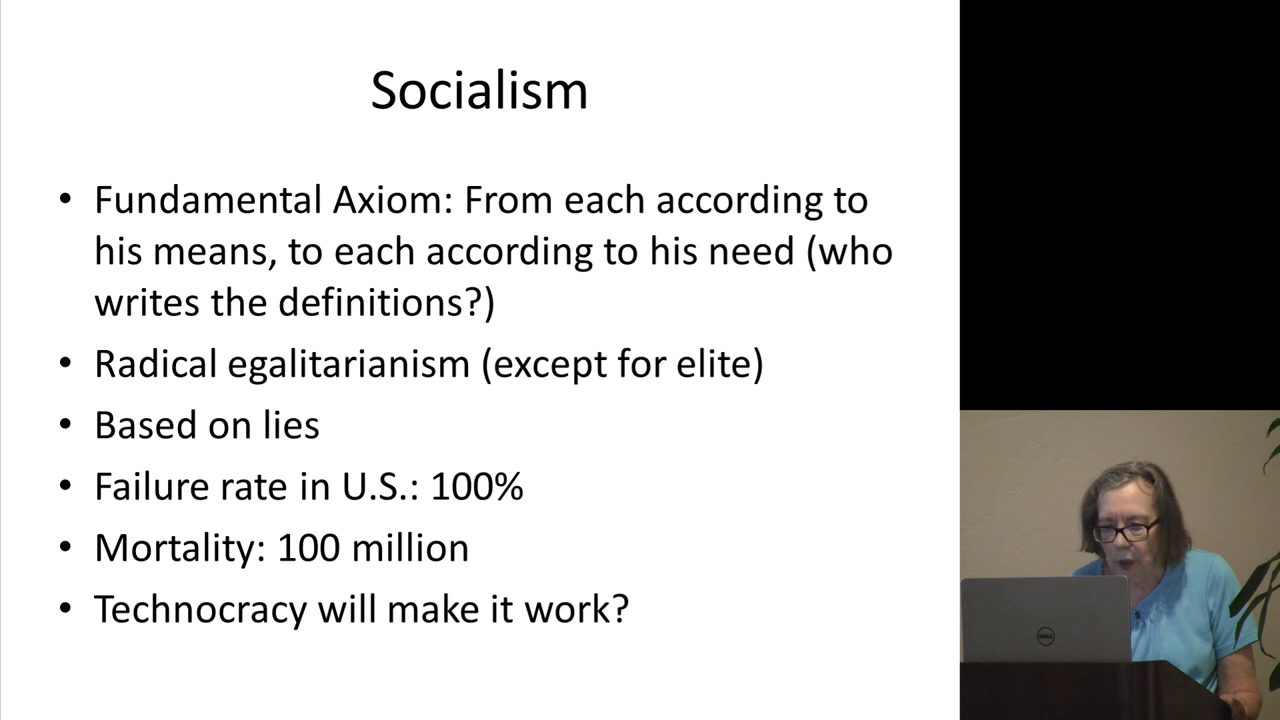 Socialism
• Fundamental Axiom: From each according to
his means, to each according to his need (who
writes the definitions?)
• Radical egalitarianism (except for elite)
• Based on lies
• Failure rate in U.S.: 100%
• Mortality: 100 million
• Technocracy will make it work?
DELL